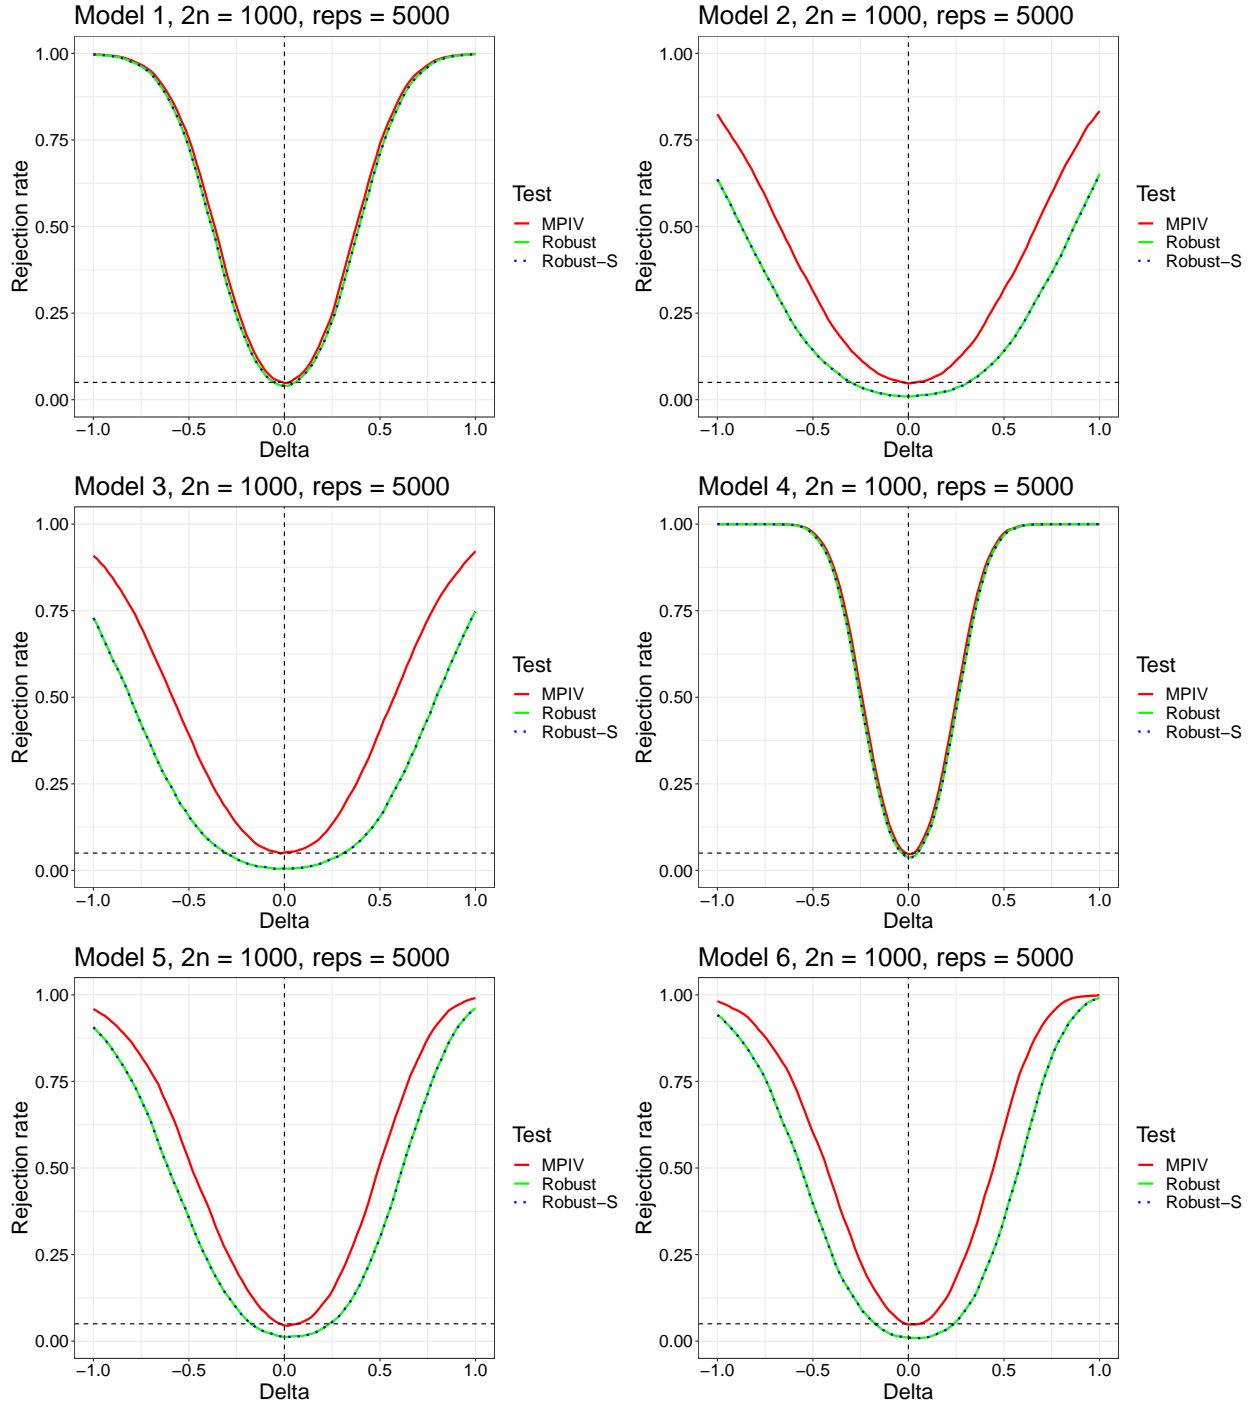 Model 1, 2n = 1000, reps = 5000
Rejection rate
1.00
0.75
0.50
0.25
0.00
−1.0 −0.5 0.0 0.5 1.0
Delta
Test
MPIV
Robust
Robust−S
Model 2, 2n = 1000, reps = 5000
Rejection rate
1.00
0.75
0.50
0.25
0.00
−1.0 −0.5 0.0 0.5 1.0
Delta
Test
MPIV
Robust
Robust−S
Model 3, 2n = 1000, reps = 5000
Rejection rate
1.00
0.75
0.50
0.25
0.00
−1.0 −0.5 0.0 0.5 1.0
Delta
Test
MPIV
Robust
Robust−S
Model 4, 2n = 1000, reps = 5000
Rejection rate
1.00
0.75
0.50
0.25
0.00
−1.0 −0.5 0.0 0.5 1.0
Delta
Test
MPIV
Robust
Robust−S
Model 5, 2n = 1000, reps = 5000
Rejection rate
1.00
0.75
0.50
0.25
0.00
−1.0 −0.5 0.0 0.5 1.0
Delta
Test
MPIV
Robust
Robust−S
Model 6, 2n = 1000, reps = 5000
Rejection rate
1.00
0.75
0.50
0.25
0.00
−1.0 −0.5 0.0 0.5 1.0
Delta
Test
MPIV
Robust
Robust−S